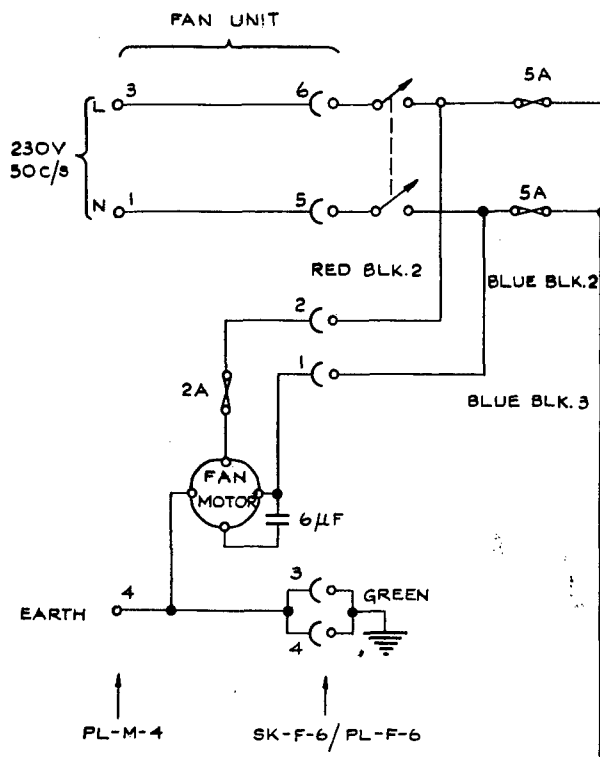 FAN UNIT
5A
L 3 6
230V
50C/S
N 1 5
5A
RED BLK.2
BLUE BLK.2
2
1
2A
BLUE BLK.3
FAN
MOTOR
6µF
3
4
GREEN
EARTH
4
PL-M-4
SK-F-6/PL-F-6